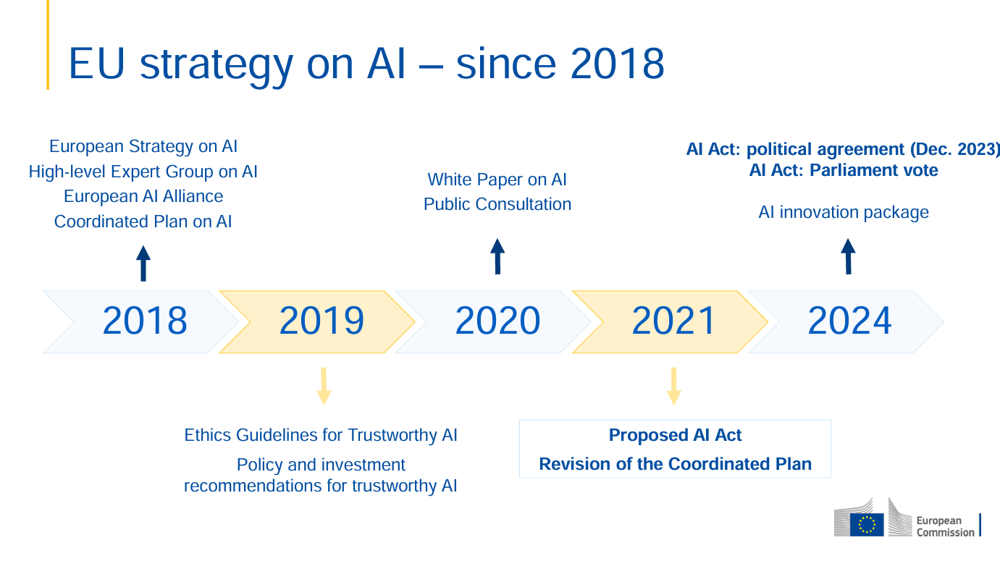 EU strategy on AI – since 2018
European Strategy on AI
High-level Expert Group on AI
European AI Alliance
Coordinated Plan on AI
White Paper on AI
Public Consultation
AI Act: political agreement (Dec. 2023)
AI Act: Parliament vote
AI innovation package
2018
2019
2020
2021
2024
Ethics Guidelines for Trustworthy AI
Policy and investment
recommendations for trustworthy AI
Proposed AI Act
Revision of the Coordinated Plan
European
Commission